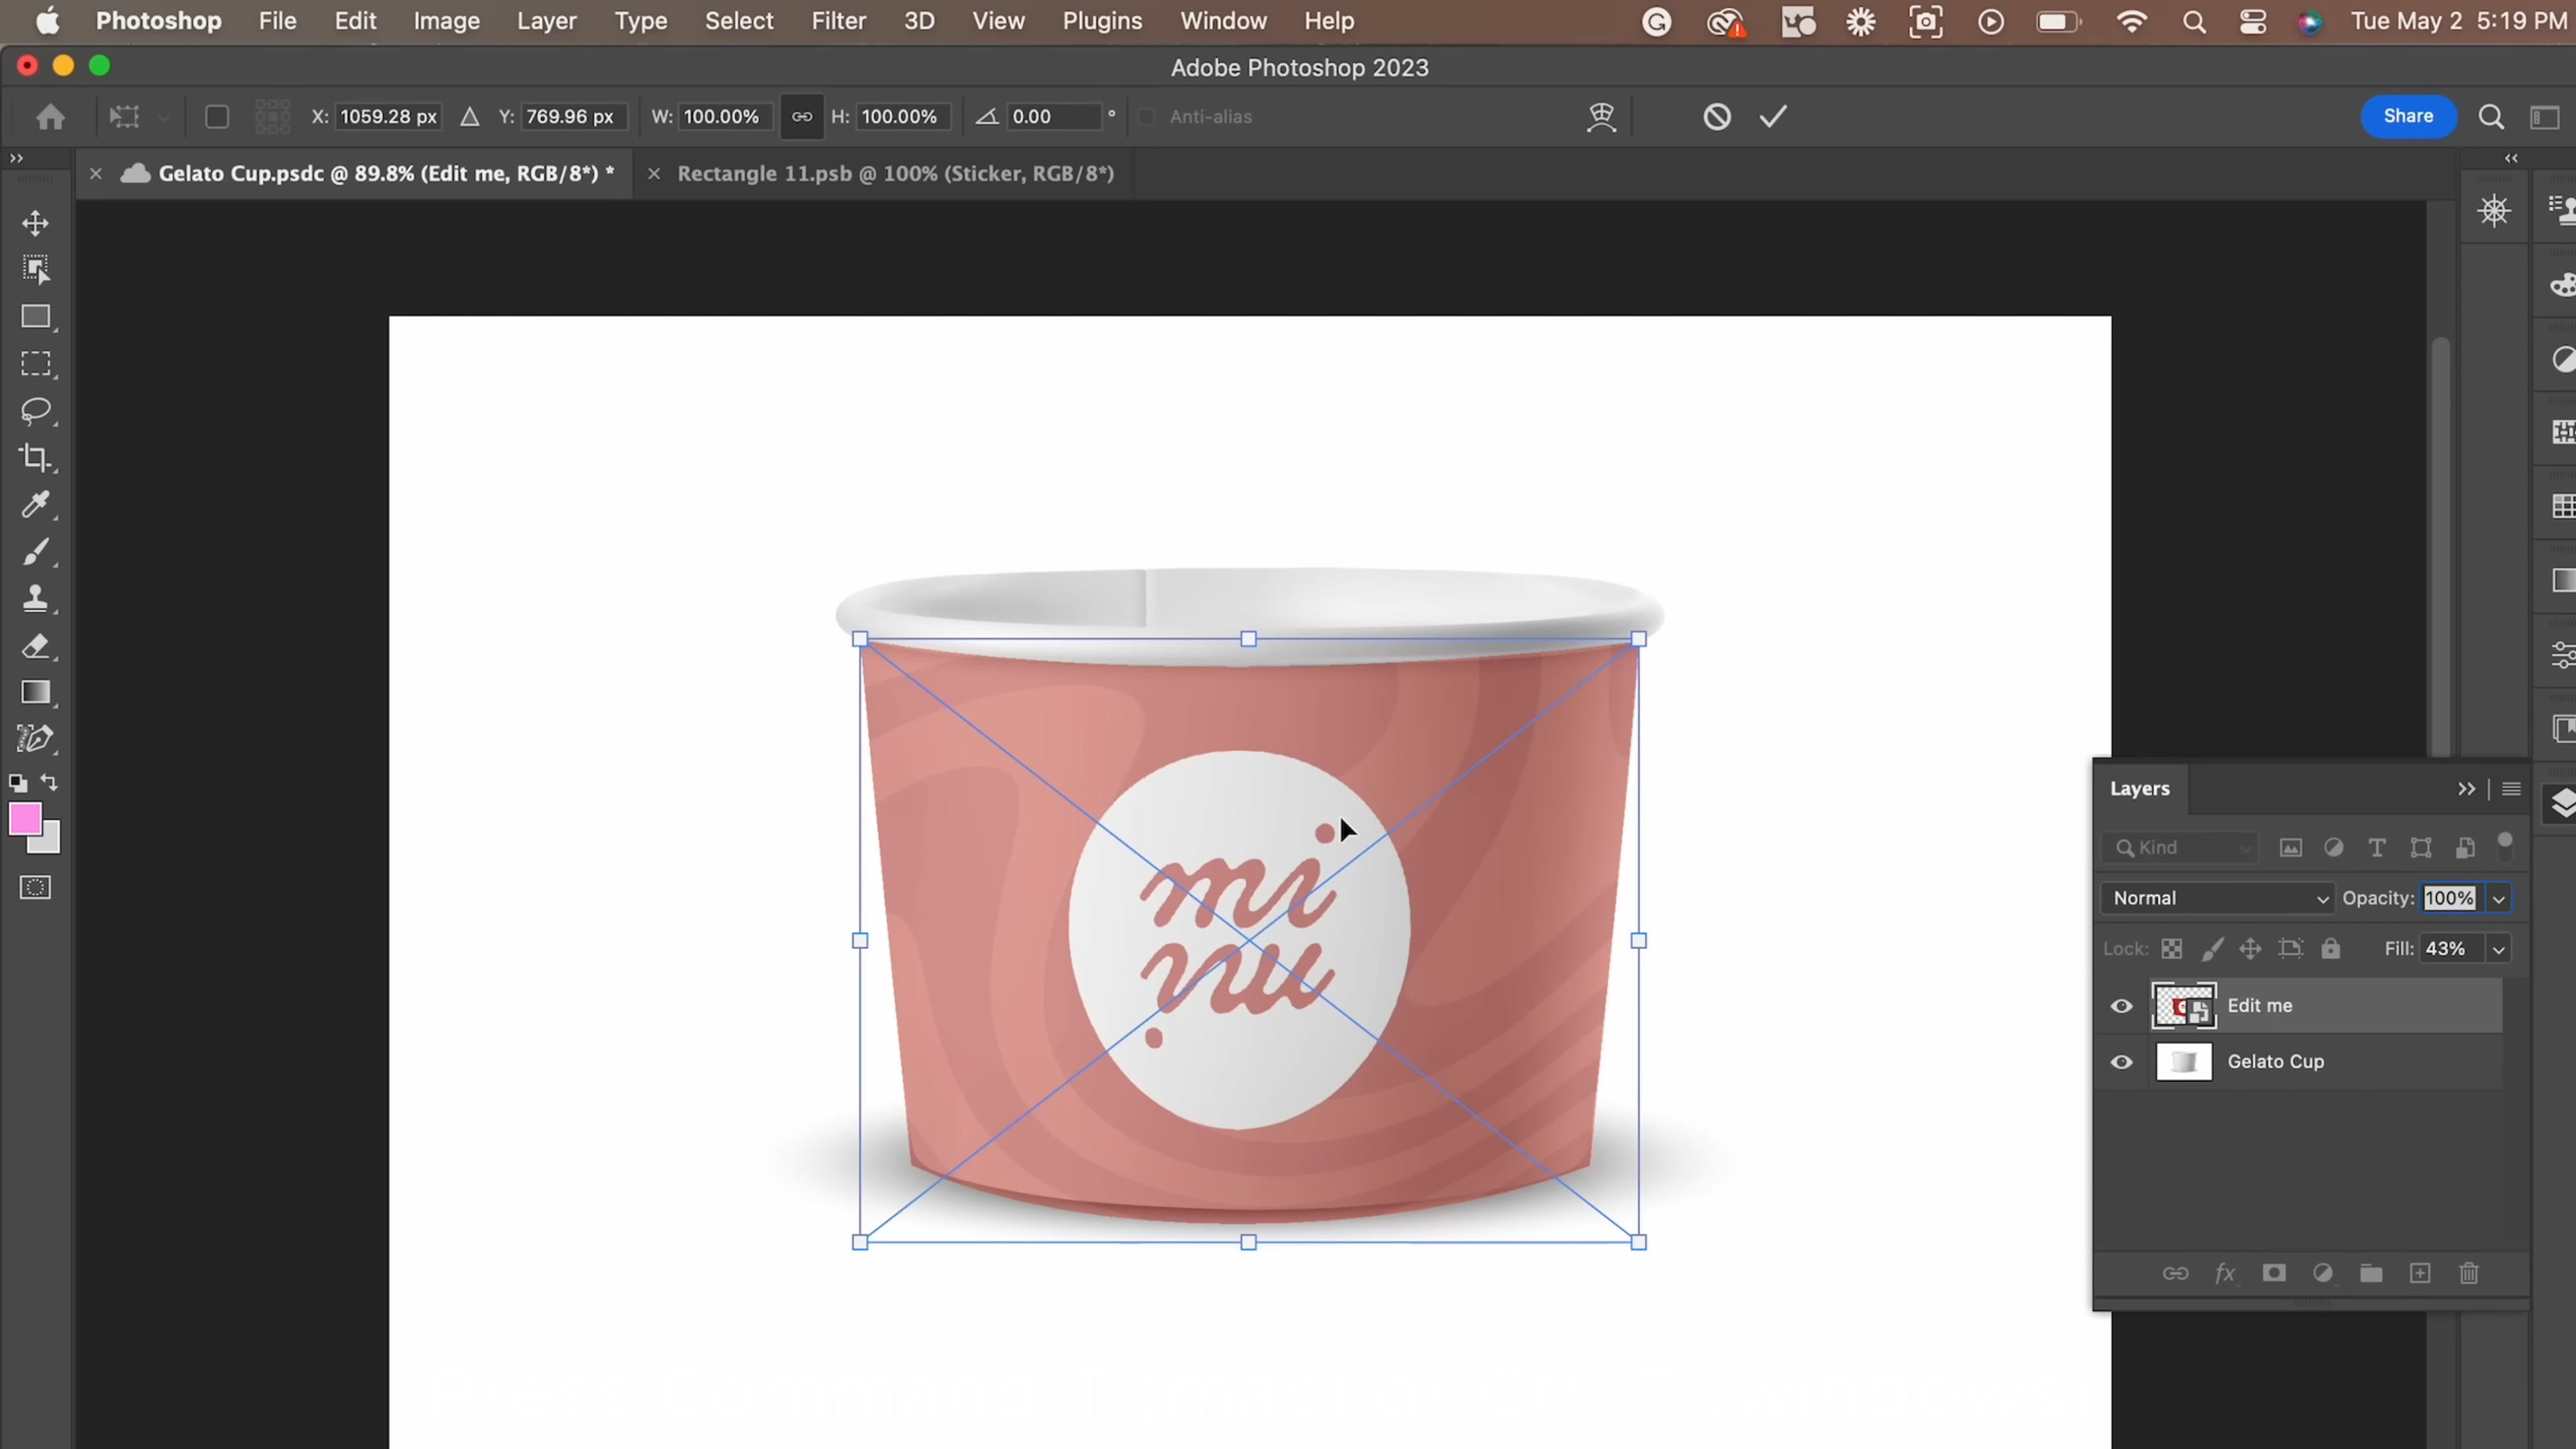 Photoshop File Edit Image Layer Type Select Filter 3D View Plugins Window Help Tue May 2 5:19 PM
Adobe Photoshop 2023
X: 1059.28 px Y: 769.96 px W: 100.00% H: 100.00% 0.00 ° Anti-alias Share
Gelato Cup.psdc @ 89.8% (Edit me, RGB/8*) * Rectangle 11.psb @ 100% (Sticker, RGB/8*)
mi
nu
Layers
Kind
Normal Opacity: 100%
Lock: Fill: 43%
Edit me
Gelato Cup
fx